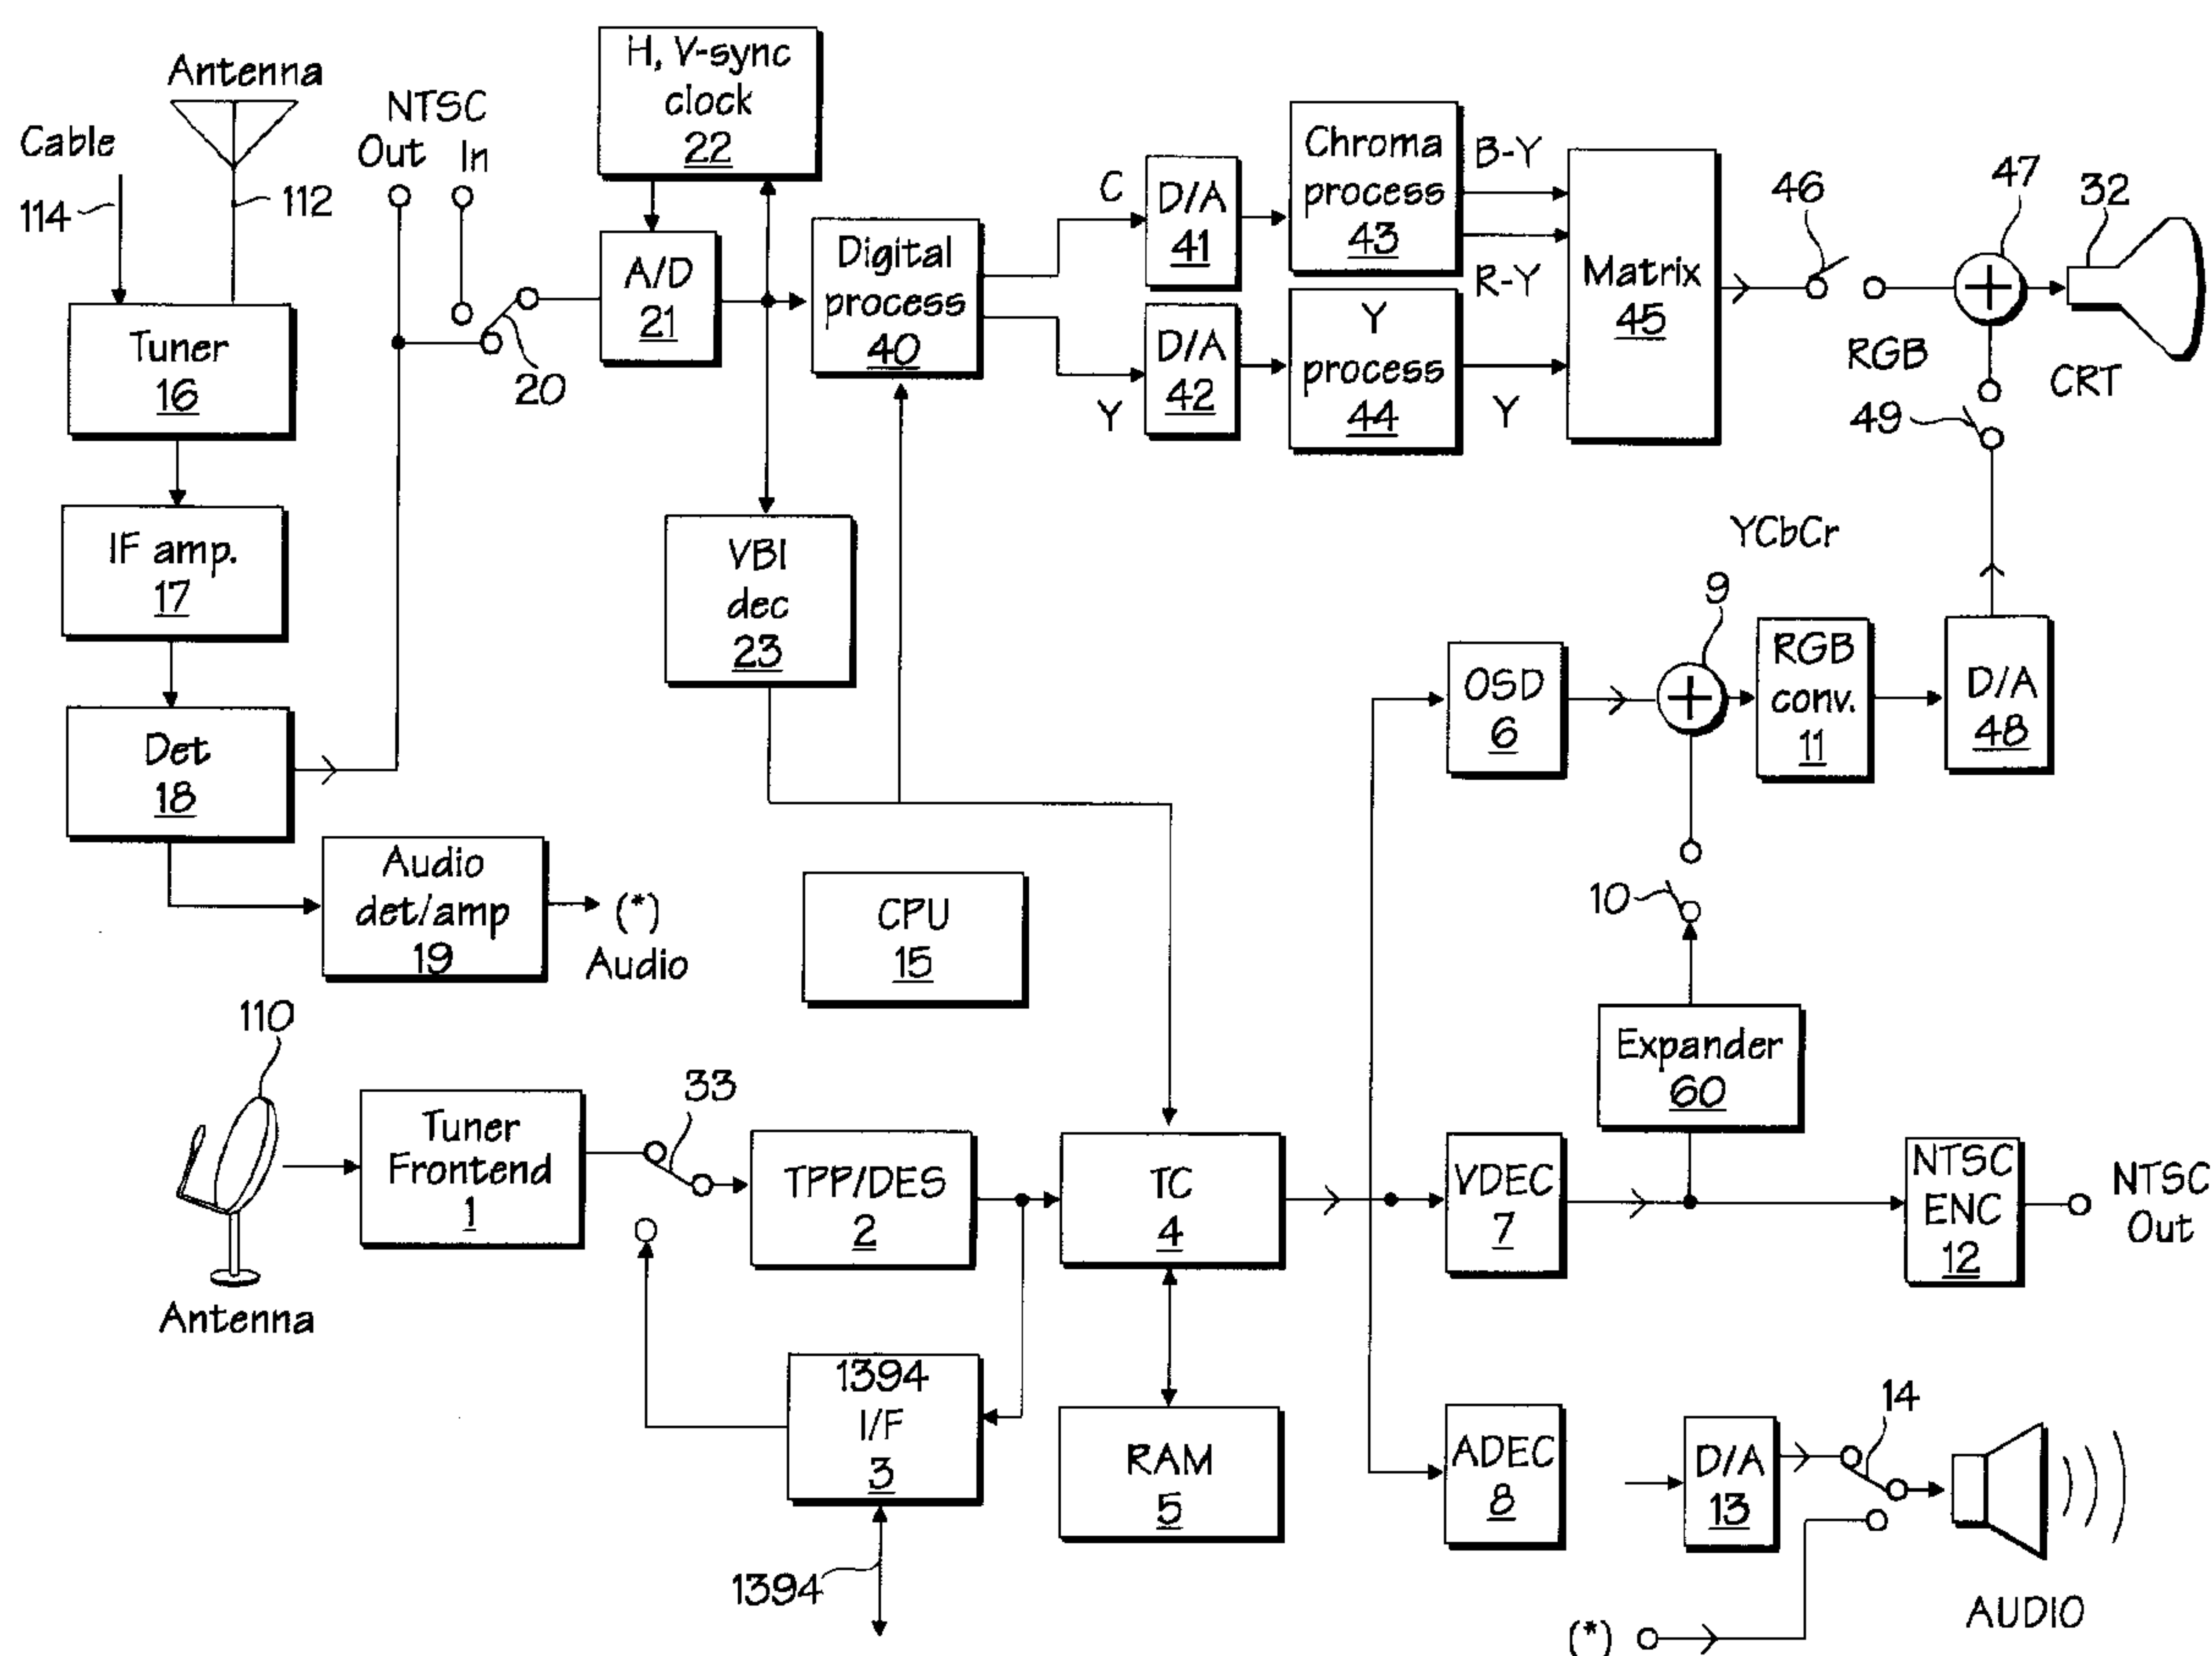 Antenna
Cable
114
112
NTSC
Out In
H, V-sync
clock
22
Tuner
16
20
A/D
21
Digital
process
40
C
D/A
41
Y
D/A
42
Chroma
process
43
B-Y
R-Y
Y
process
44
Y
Matrix
45
46
47
32
RGB
CRT
49
IF amp.
17
VBI
dec
23
YCbCr
9
Det
18
OSD
6
RGB
conv.
11
D/A
48
Audio
det/amp
19
(*)
Audio
CPU
15
10
Expander
60
110
Antenna
Tuner
Frontend
1
33
TPP/DES
2
TC
4
VDEC
7
NTSC
ENC
12
NTSC
Out
1394
I/F
3
1394
RAM
5
ADEC
8
D/A
13
14
(*)
AUDIO